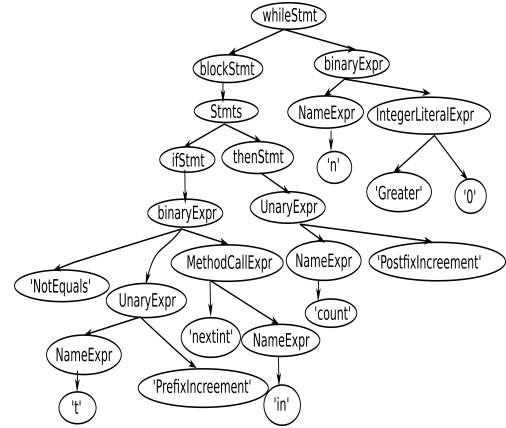 whileStmt
blockStmt
binaryExpr
Stmts
NameExpr
IntegerLiteralExpr
ifStmt
thenStmt
'n'
'Greater'
'0'
binaryExpr
UnaryExpr
'NotEquals'
UnaryExpr
MethodCallExpr
NameExpr
'PostfixIncreement'
'nextint'
NameExpr
'count'
NameExpr
'PrefixIncreement'
't'
'in'